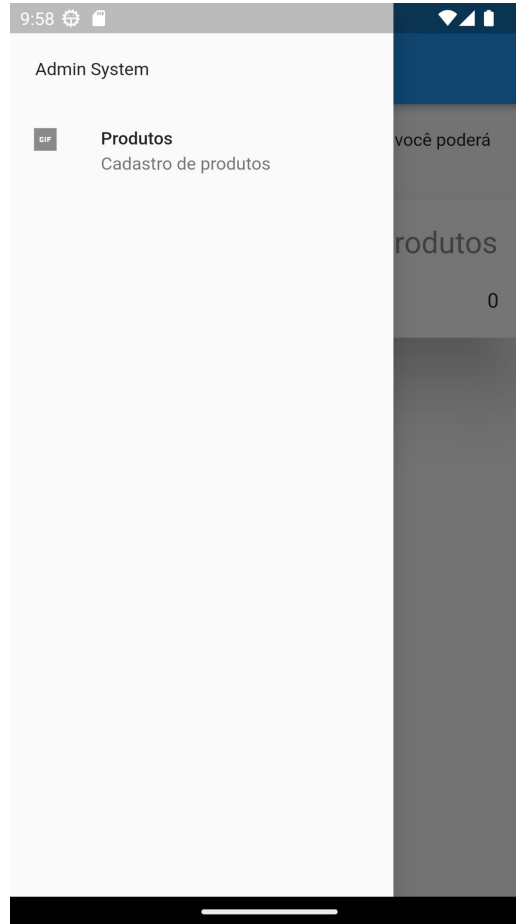 9:58
Admin System
GIF
Produtos
Cadastro de produtos
você poderá
rodutos
0